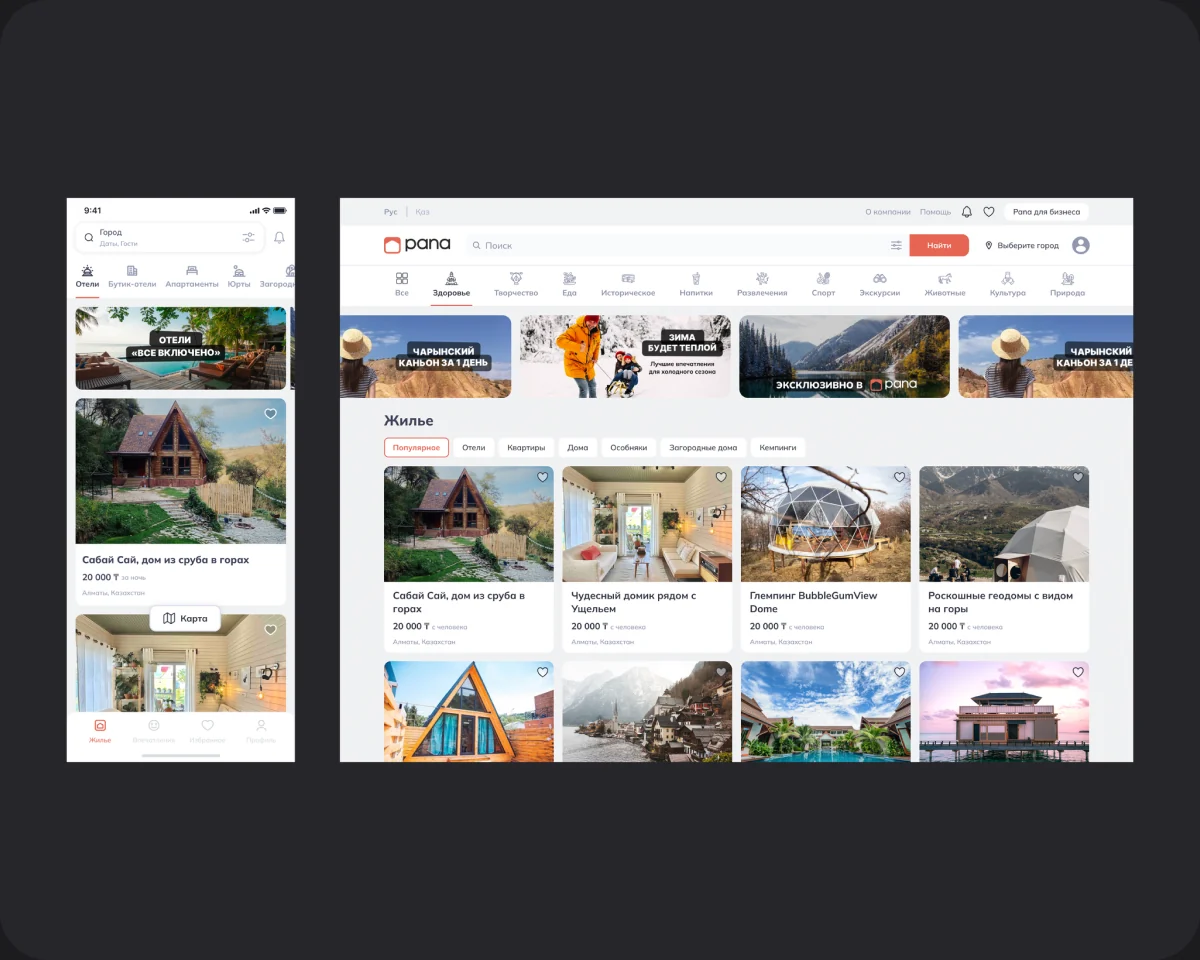 9:41
Город
Даты, Гости
Отели Бутик-отели Апартаменты Юрты Загород
ОТЕЛИ
«ВСЕ ВКЛЮЧЕНО»
Сабай Сай, дом из сруба в горах
20 000 ₸ за ночь
Алматы, Казахстан
Карта
Жилье Впечатления Избранное Профиль
Рус | Қаз
О компании Помощь Pana для бизнеса
pana
Поиск
Найти
Выберите город
Все Здоровье Творчество Еда Историческое Напитки Развлечения Спорт Экскурсии Животные Культура Природа
ЧАРЫНСКИЙ
КАНЬОН ЗА 1 ДЕНЬ
ЗИМА
БУДЕТ ТЕПЛОЙ
Лучшие впечатления
для холодного сезона
ЭКСКЛЮЗИВНО В pana
ЧАРЫНСКИЙ
КАНЬОН ЗА 1 ДЕ
Жилье
Популярное Отели Квартиры Дома Особняки Загородные дома Кемпинги
Сабай Сай, дом из сруба в
горах
20 000 ₸ с человека
Алматы, Казахстан
Чудесный домик рядом с
Ущельем
20 000 ₸ с человека
Алматы, Казахстан
Глемпинг BubbleGumView
Dome
20 000 ₸ с человека
Алматы, Казахстан
Роскошные геодомы с видом
на горы
20 000 ₸ с человека
Алматы, Казахстан